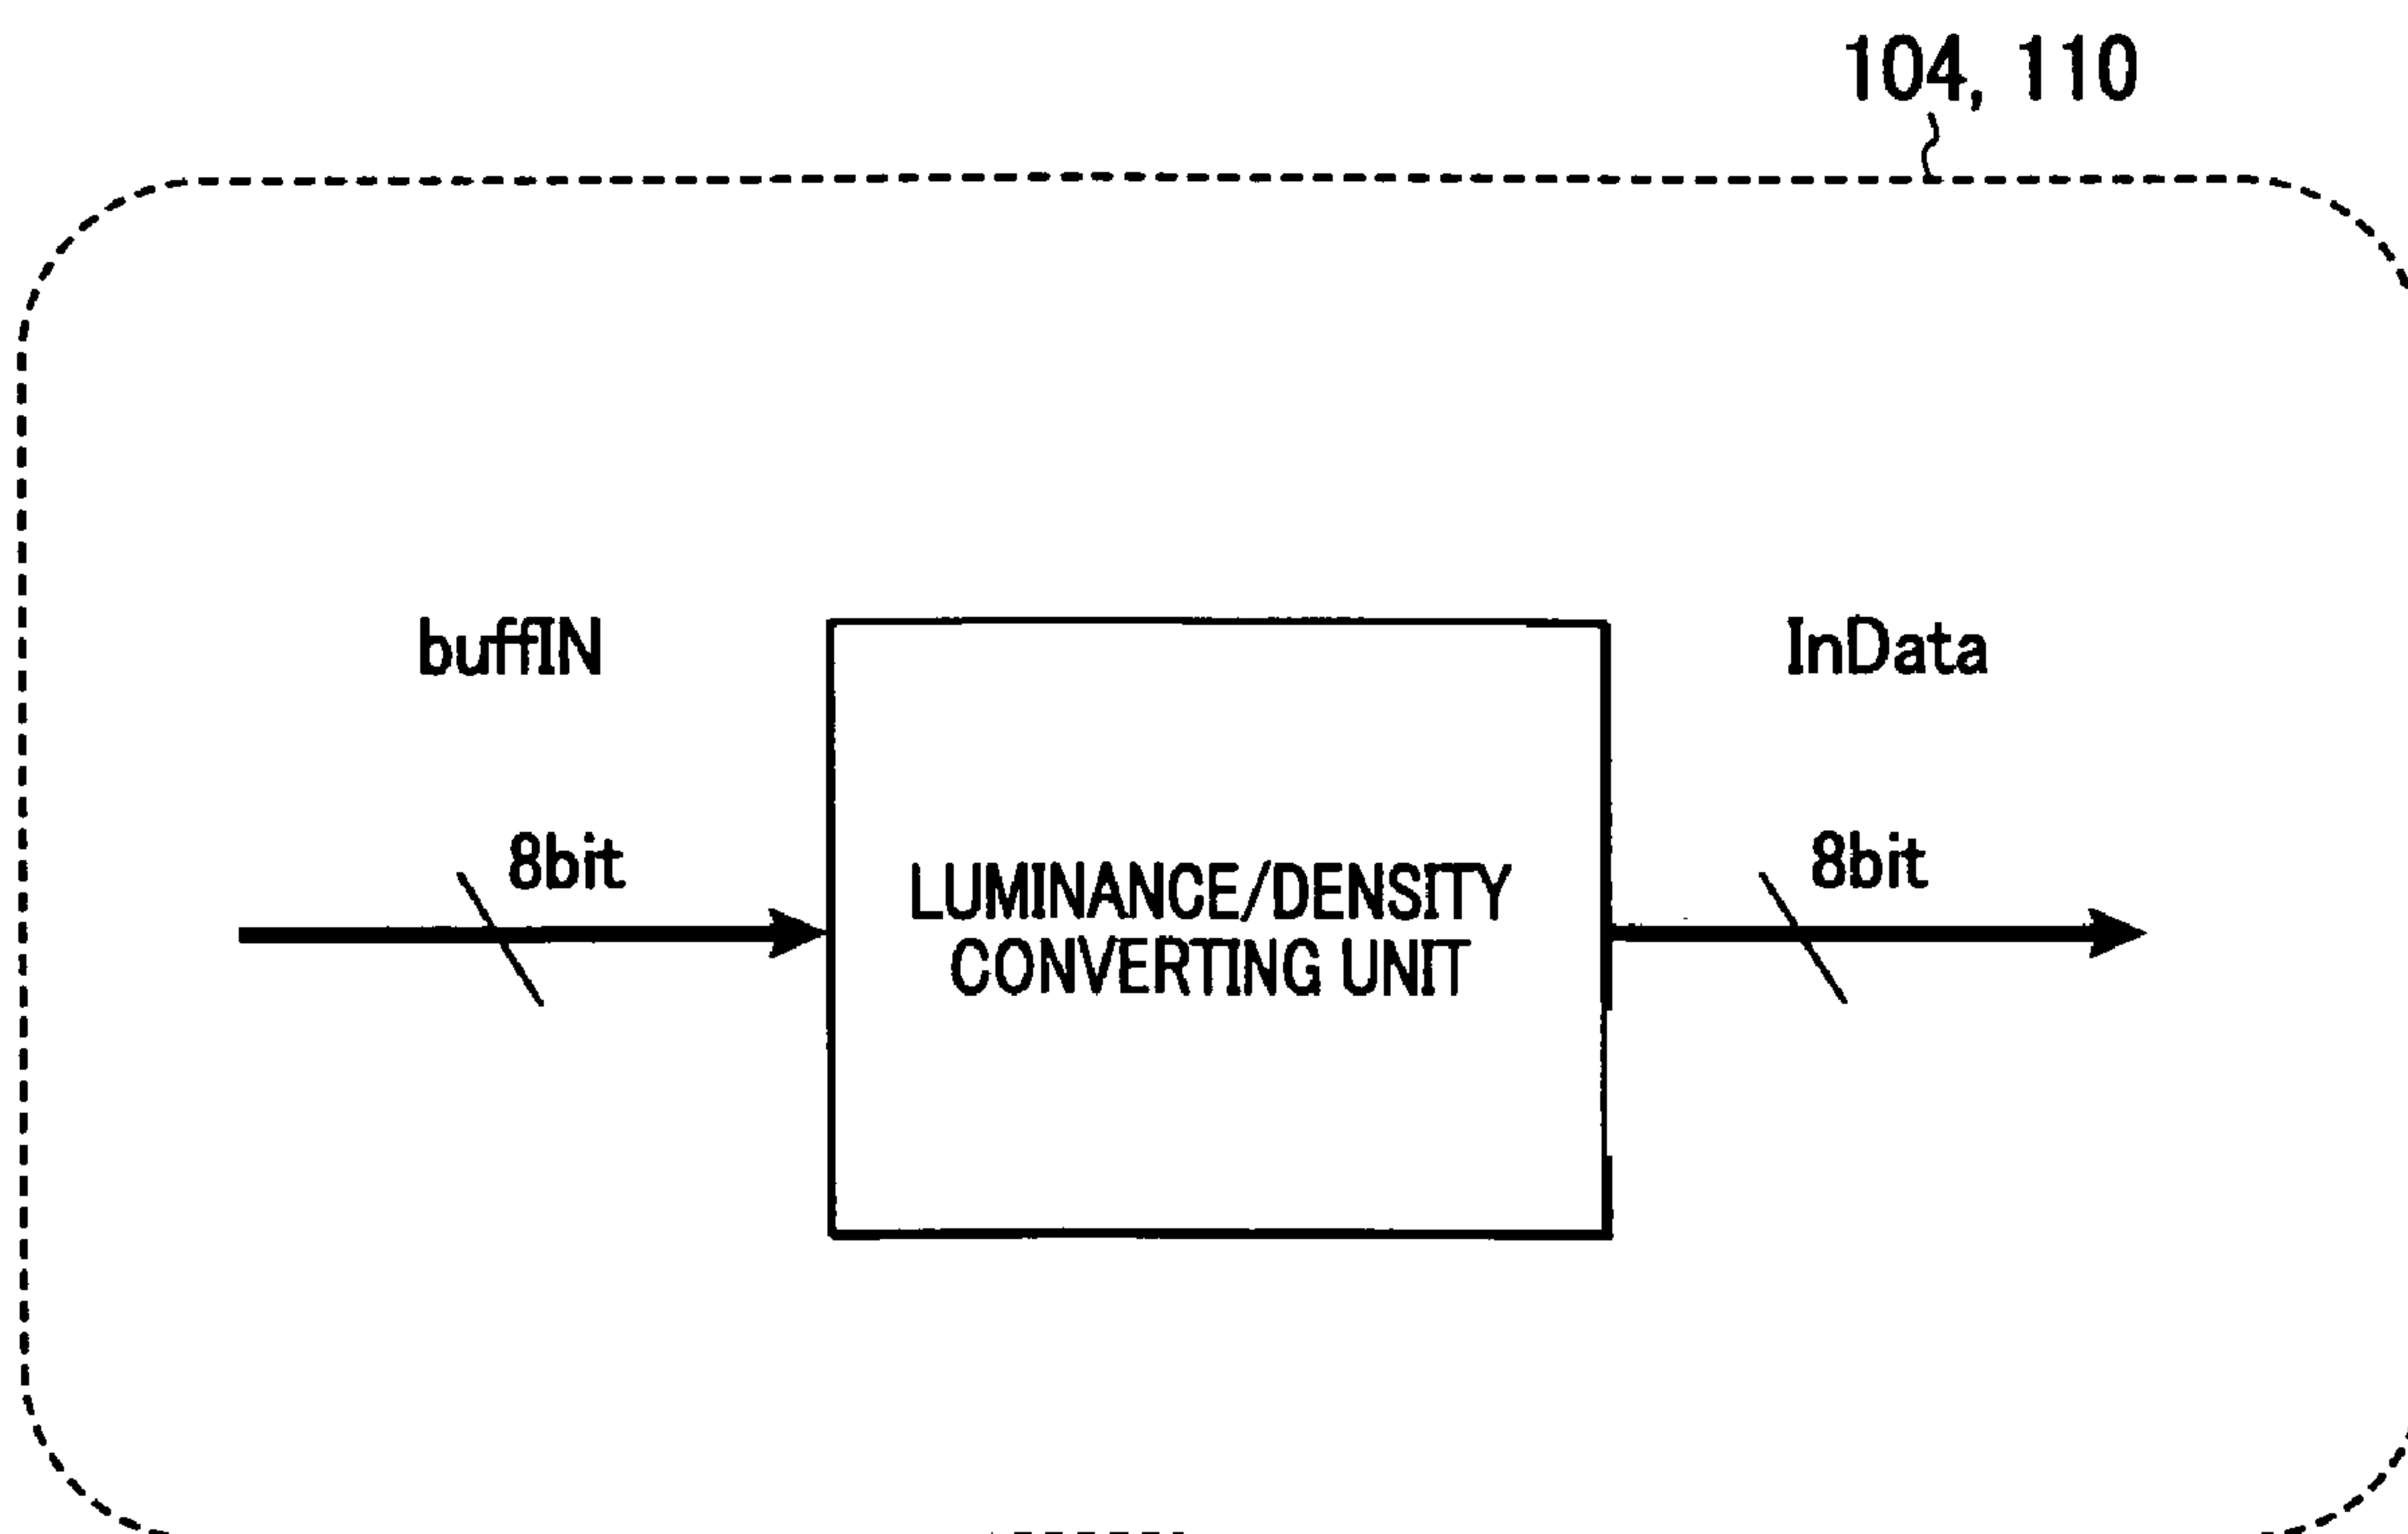 104, 110
buffIN
InData
8bit
8bit
LUMINANCE/DENSITY
CONVERTING UNIT